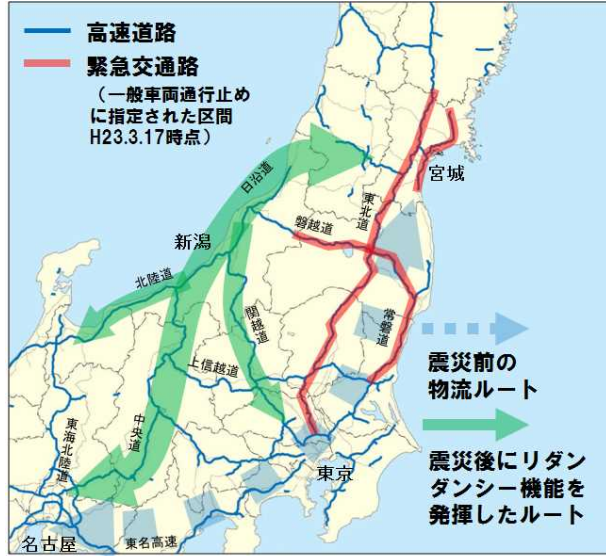 高速道路
緊急交通路
（一般車両通行止め
に指定された区間
H23.3.17時点）
日沿道
宮城
東北道
新潟
磐越道
北陸道
関越道
常磐道
上信越道
震災前の
物流ルート
中央道
東海北陸道
東京
震災後にリダン
ダンシー機能を
発揮したルート
名古屋
東名高速